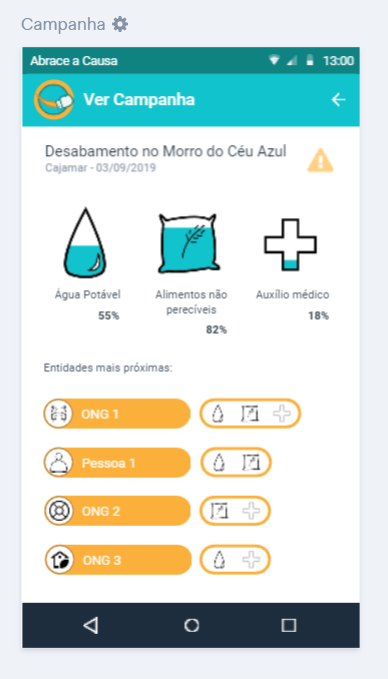 Campanha
Abrace a Causa 13:00
Ver Campanha
Desabamento no Morro do Céu Azul
Cajamar - 03/09/2019
Água Potável
55%
Alimentos não
perecíveis
82%
Auxílio médico
18%
Entidades mais próximas:
ONG 1
Pessoa 1
ONG 2
ONG 3